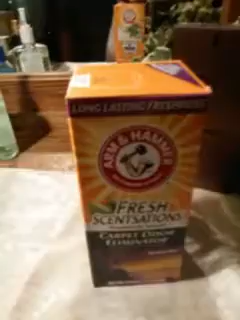 LONG LASTING FRESHNESS
ARM & HAMMER
FRESH
SCENTSATIONS
CARPET ODOR
ELIMINATOR